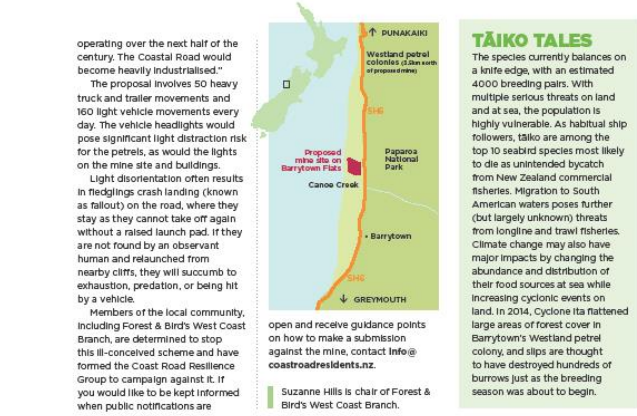 operating over the next half of the
century. The Coastal Road would
become heavily industrialised."
The proposal involves 50 heavy
truck and trailer movements and
160 light vehicle movements every
day. The vehicle headlights would
pose significant light distraction risk
for the petrels, as would the lights
on the mine site and buildings.
Light disorientation often results
in fledglings crash landing (known
as fallout) on the road, where they
stay as they cannot take off again
without a raised launch pad. If they
are not found by an observant
human and relaunched from
nearby cliffs, they will succumb to
exhaustion, predation, or being hit
by a vehicle.
Members of the local community,
including Forest & Bird's West Coast
Branch, are determined to stop
this ill-conceived scheme and have
formed the Coast Road Resilience
Group to campaign against it. If
you would like to be kept informed
when public notifications are
↑ PUNAKAIKI
Westland petrel
colonies (3.5km north
of proposed mine)
SH6
Proposed
mine site on
Barrytown Flats
Paparoa
National
Park
Canoe Creek
• Barrytown
SH6
↓ GREYMOUTH
open and receive guidance points
on how to make a submission
against the mine, contact info@
coastroadresidents.nz.
Suzanne Hills is chair of Forest &
Bird's West Coast Branch.
TĀIKO TALES
The species currently balances on
a knife edge, with an estimated
4000 breeding pairs. With
multiple serious threats on land
and at sea, the population is
highly vulnerable. As habitual ship
followers, tāiko are among the
top 10 seabird species most likely
to die as unintended bycatch
from New Zealand commercial
fisheries. Migration to South
American waters poses further
(but largely unknown) threats
from longline and trawl fisheries.
Climate change may also have
major impacts by changing the
abundance and distribution of
their food sources at sea while
increasing cyclonic events on
land. In 2014, Cyclone Ita flattened
large areas of forest cover in
Barrytown's Westland petrel
colony, and slips are thought
to have destroyed hundreds of
burrows just as the breeding
season was about to begin.